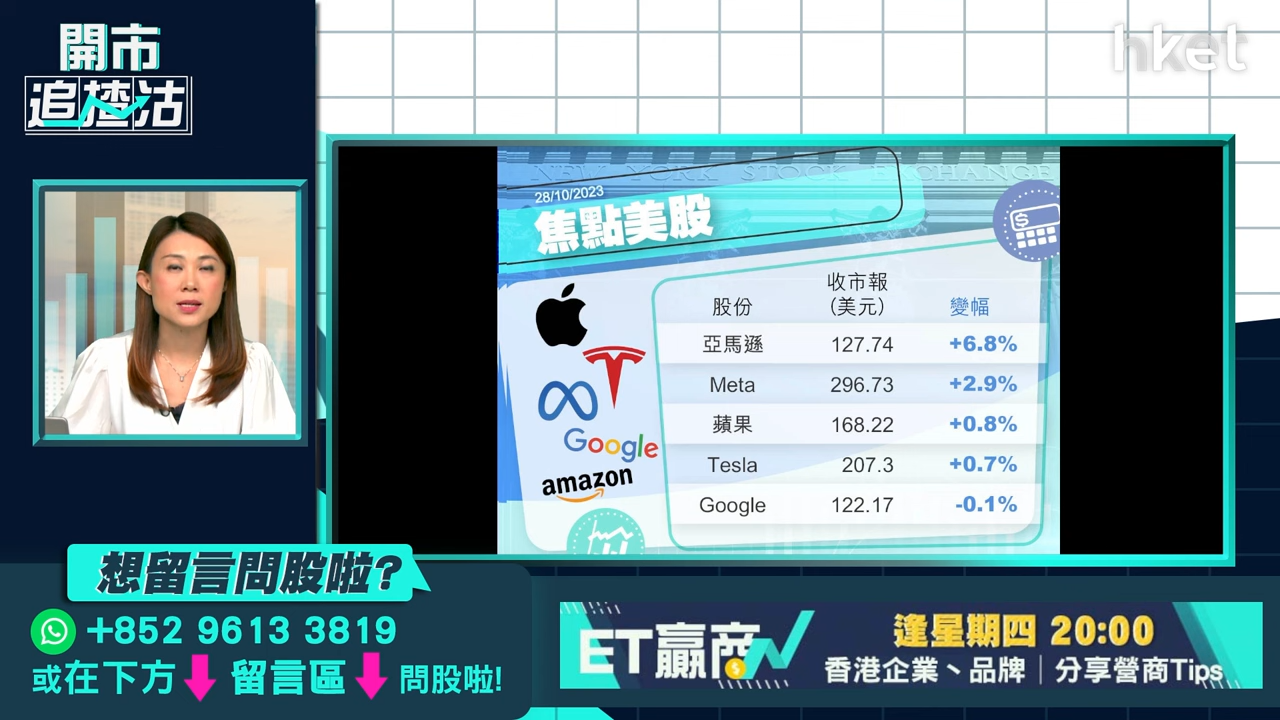 開市
追揸沽
hket
NEW YORK STOCK EXCHANGE
28/10/2023
焦點美股
股份 收市報(美元) 變幅
亞馬遜 127.74 +6.8%
Meta 296.73 +2.9%
蘋果 168.22 +0.8%
Tesla 207.3 +0.7%
Google 122.17 -0.1%
Google
amazon
想留言問股啦?
+852 9613 3819
或在下方 留言區 問股啦!
ET贏商
逢星期四 20:00
香港企業、品牌｜分享營商Tips